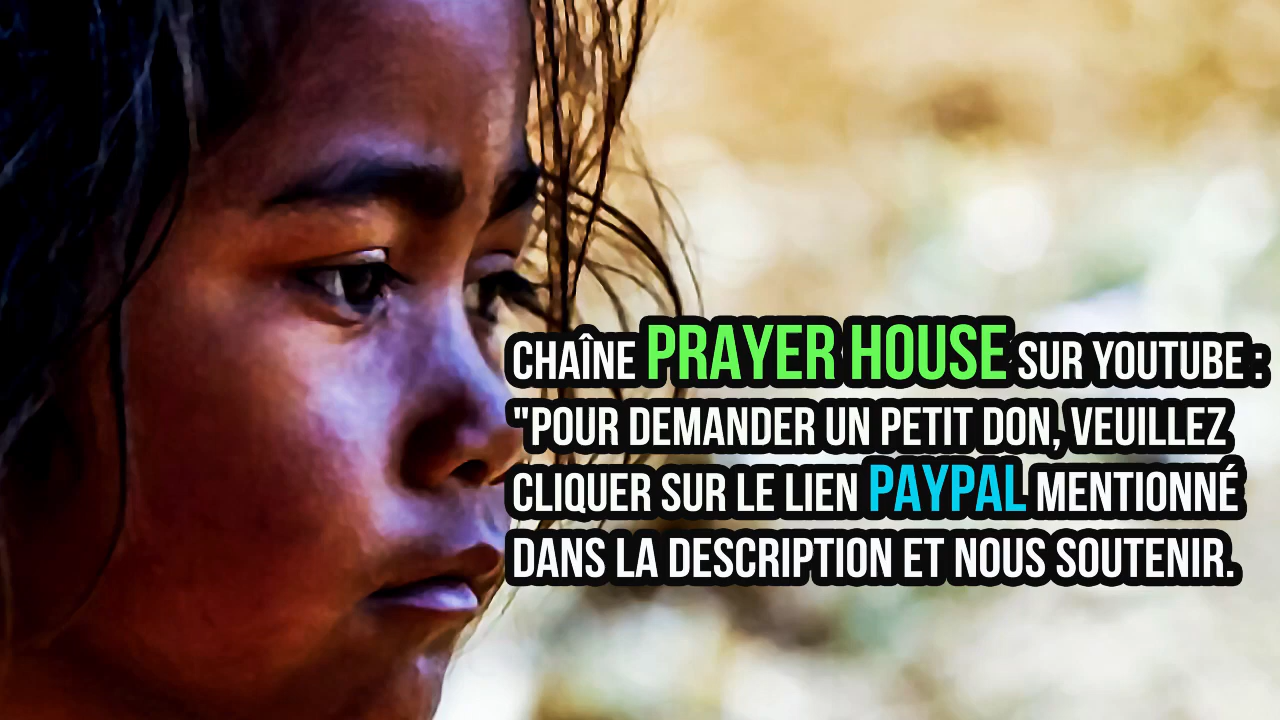 CHAÎNE PRAYER HOUSE SUR YOUTUBE :
"POUR DEMANDER UN PETIT DON, VEUILLEZ
CLIQUER SUR LE LIEN PAYPAL MENTIONNÉ
DANS LA DESCRIPTION ET NOUS SOUTENIR.